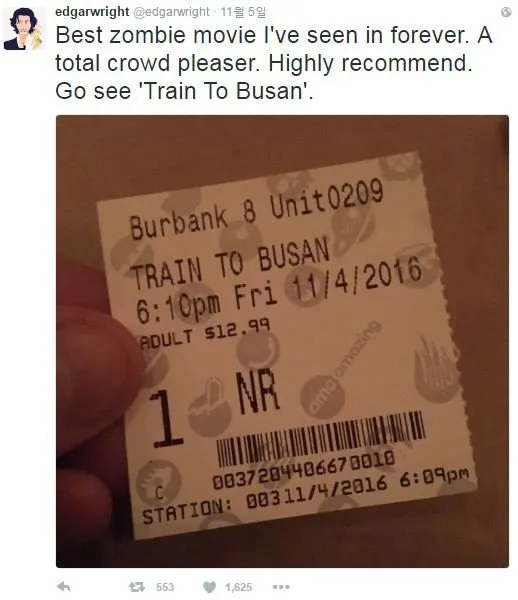 edgarwright @edgarwright · 11월 5일
Best zombie movie I've seen in forever. A
total crowd pleaser. Highly recommend.
Go see 'Train To Busan'.
Burbank 8 Unit0209
TRAIN TO BUSAN
6:10pm Fri 11/4/2016
ADULT $12.99
1 NR
amc amazing
0037204406670010
C
STATION: 00311/4/2016 6:09pm
553 1,625